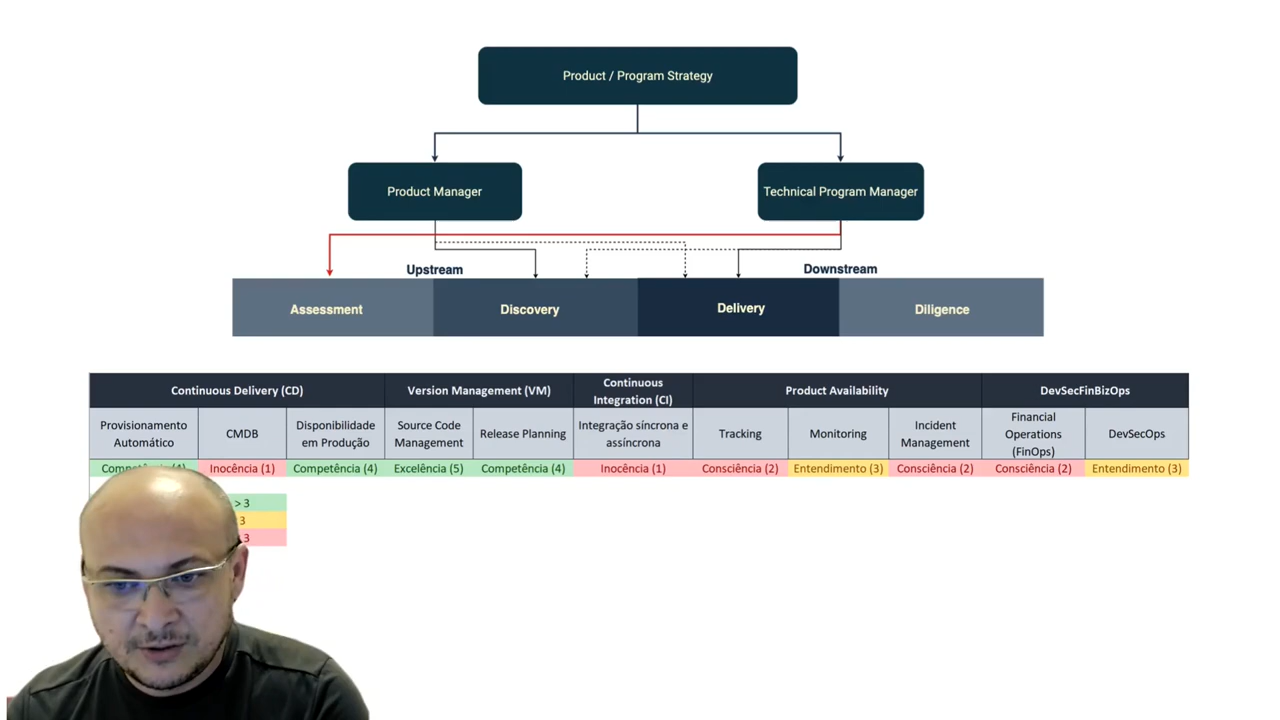 Product / Program Strategy
Product Manager
Technical Program Manager
Upstream
Downstream
Assessment
Discovery
Delivery
Diligence
Continuous Delivery (CD)
Version Management (VM)
Continuous
Integration (CI)
Product Availability
DevSecFinBizOps
Provisionamento
Automático
CMDB
Disponibilidade
em Produção
Source Code
Management
Release Planning
Integração síncrona e
assíncrona
Tracking
Monitoring
Incident
Management
Financial
Operations
(FinOps)
DevSecOps
Competência (4)
Inocência (1)
Competência (4)
Excelência (5)
Competência (4)
Inocência (1)
Consciência (2)
Entendimento (3)
Consciência (2)
Consciência (2)
Entendimento (3)
> 3
3
3